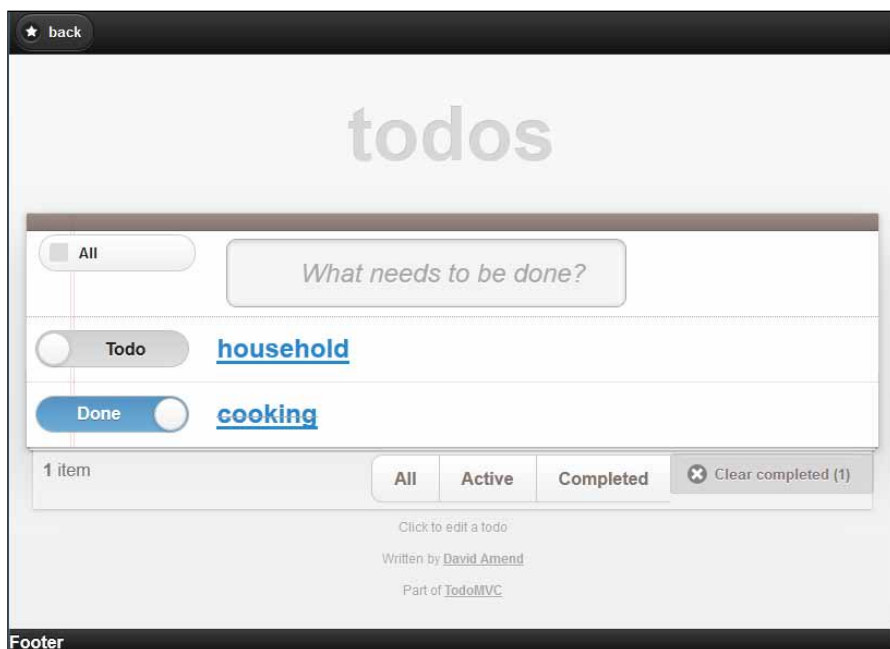 back
todos
All
What needs to be done?
Todo household
Done cooking
1 item All Active Completed Clear completed (1)
Click to edit a todo
Written by David Amend
Part of TodoMVC
Footer